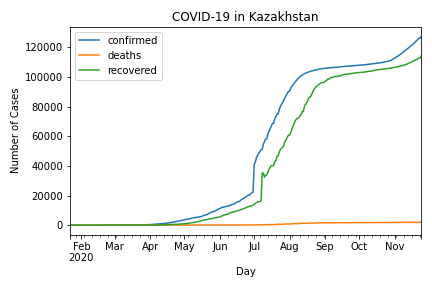 COVID-19 in Kazakhstan
confirmed
deaths
recovered
Number of Cases
120000
100000
80000
60000
40000
20000
0
Feb Mar Apr May Jun Jul Aug Sep Oct Nov
2020
Day